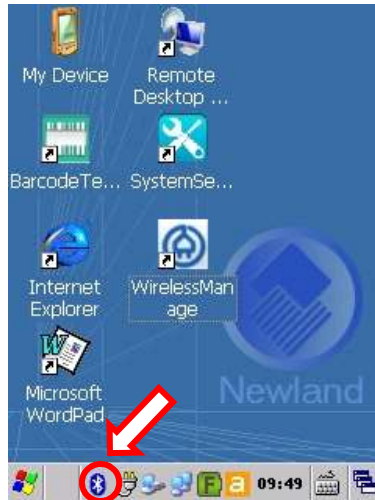 My Device
Remote
Desktop ...
BarcodeTe...
SystemSe...
Internet
Explorer
WirelessMan
age
Microsoft
WordPad
Newland
F
a
09:49